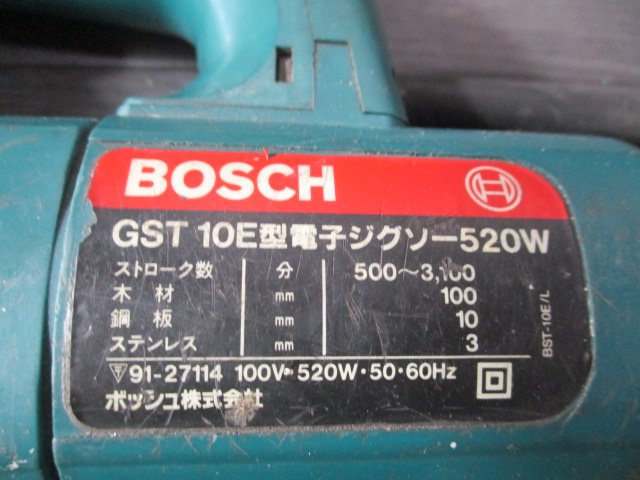 BOSCH
GST 10E型電子ジグソー520W
ストローク数 分 500〜3,100
木材 mm 100
鋼板 mm 10
ステンレス mm 3
91-27114 100V~520W・50・60Hz
ボッシュ株式会社
BST-10E/L